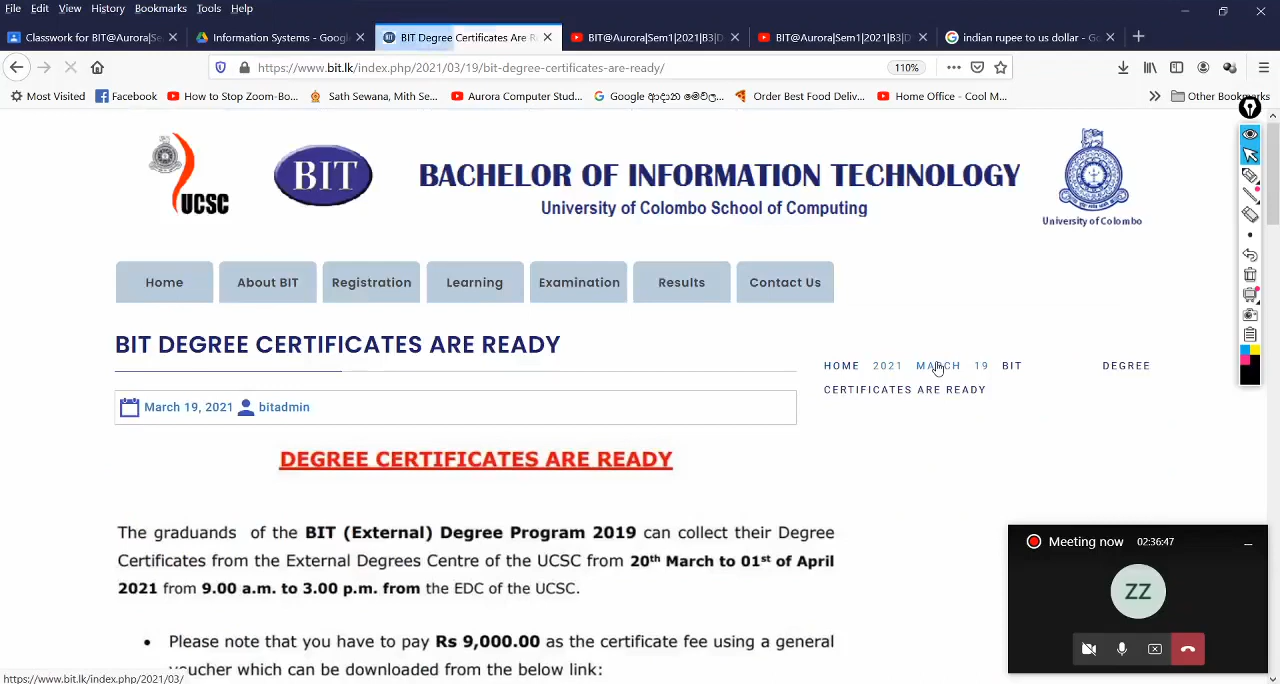 File Edit View History Bookmarks Tools Help
Classwork for BIT@Aurora|Se
Information Systems - Google
BIT Degree Certificates Are R
BIT@Aurora|Sem1|2021|B3|D
BIT@Aurora|Sem1|2021|B3|D
indian rupee to us dollar - Go
https://www.bit.lk/index.php/2021/03/19/bit-degree-certificates-are-ready/
110%
Most Visited
Facebook
How to Stop Zoom-Bo...
Sath Sewana, Mith Se...
Aurora Computer Stud...
Google ආදාන මෙවල...
Order Best Food Deliv...
Home Office - Cool M...
Other Bookmarks
UCSC
BIT
BACHELOR OF INFORMATION TECHNOLOGY
University of Colombo School of Computing
University of Colombo
Home
About BIT
Registration
Learning
Examination
Results
Contact Us
BIT DEGREE CERTIFICATES ARE READY
HOME 2021 MARCH 19 BIT DEGREE
CERTIFICATES ARE READY
March 19, 2021 bitadmin
DEGREE CERTIFICATES ARE READY
The graduands of the BIT (External) Degree Program 2019 can collect their Degree
Certificates from the External Degrees Centre of the UCSC from 20th March to 01st of April
2021 from 9.00 a.m. to 3.00 p.m. from the EDC of the UCSC.
• Please note that you have to pay Rs 9,000.00 as the certificate fee using a general
voucher which can be downloaded from the below link:
Meeting now 02:36:47
ZZ
https://www.bit.lk/index.php/2021/03/